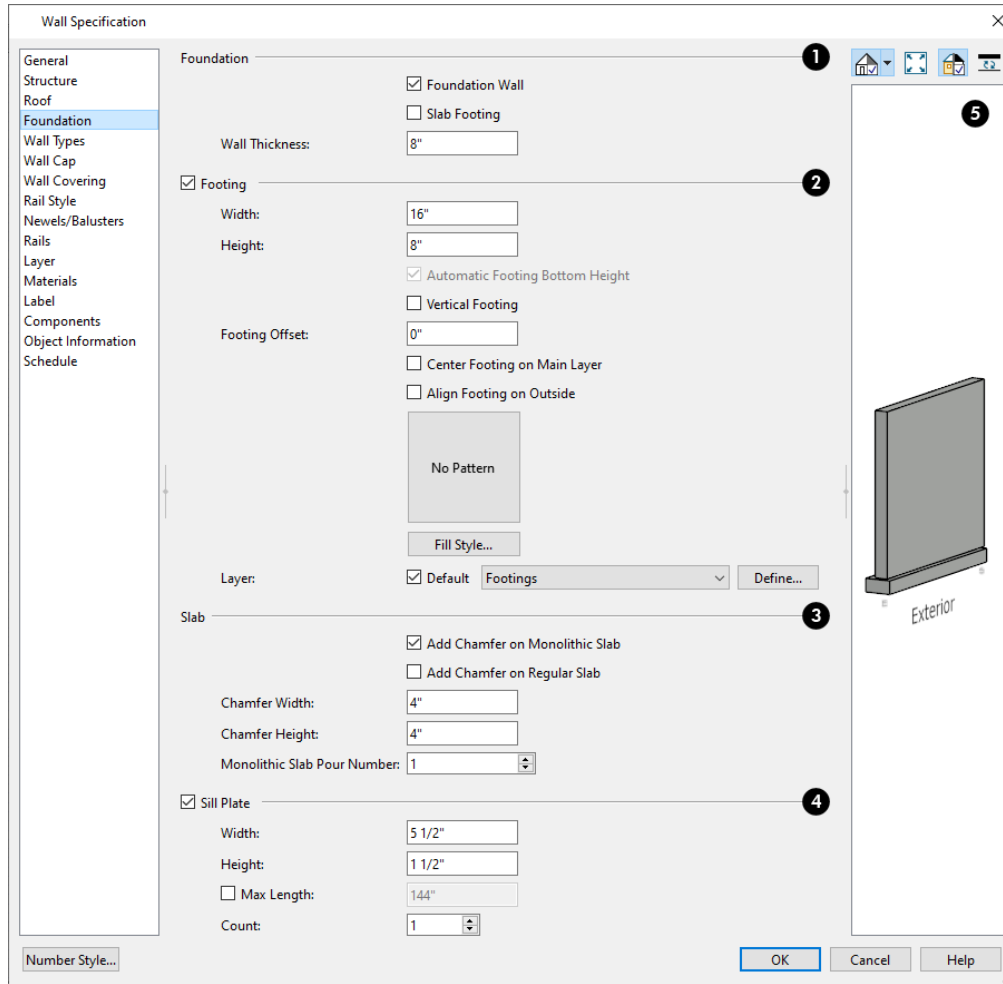 Wall Specification
General
Structure
Roof
Foundation
Wall Types
Wall Cap
Wall Covering
Rail Style
Newels/Balusters
Rails
Layer
Materials
Label
Components
Object Information
Schedule
Foundation 1
Foundation Wall
Slab Footing
Wall Thickness: 8"
Footing 2
Width: 16"
Height: 8"
Automatic Footing Bottom Height
Vertical Footing
Footing Offset: 0"
Center Footing on Main Layer
Align Footing on Outside
No Pattern
Fill Style...
Layer: Default Footings Define...
Slab 3
Add Chamfer on Monolithic Slab
Add Chamfer on Regular Slab
Chamfer Width: 4"
Chamfer Height: 4"
Monolithic Slab Pour Number: 1
Sill Plate 4
Width: 5 1/2"
Height: 1 1/2"
Max Length: 144"
Count: 1
5
Exterior
Number Style... OK Cancel Help